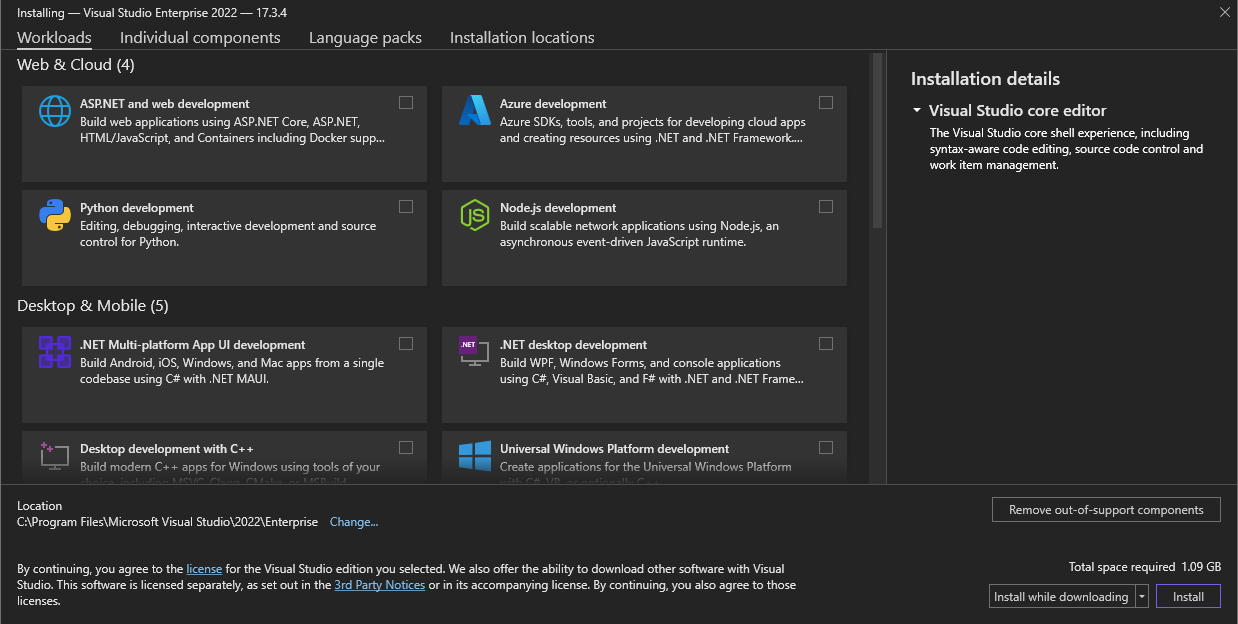 Installing — Visual Studio Enterprise 2022 — 17.3.4
Workloads
Individual components
Language packs
Installation locations
Web & Cloud (4)
ASP.NET and web development
Build web applications using ASP.NET Core, ASP.NET,
HTML/JavaScript, and Containers including Docker supp...
Azure development
Azure SDKs, tools, and projects for developing cloud apps
and creating resources using .NET and .NET Framework....
Python development
Editing, debugging, interactive development and source
control for Python.
JS
Node.js development
Build scalable network applications using Node.js, an
asynchronous event-driven JavaScript runtime.
Desktop & Mobile (5)
.NET Multi-platform App UI development
Build Android, iOS, Windows, and Mac apps from a single
codebase using C# with .NET MAUI.
.NET
.NET desktop development
Build WPF, Windows Forms, and console applications
using C#, Visual Basic, and F# with .NET and .NET Frame...
Desktop development with C++
Build modern C++ apps for Windows using tools of your
choice, including MSVC, Clang, CMake, or MSBuild.
Universal Windows Platform development
Create applications for the Universal Windows Platform
with C#, VB, or optionally C++.
Installation details
Visual Studio core editor
The Visual Studio core shell experience, including
syntax-aware code editing, source code control and
work item management.
Location
C:\Program Files\Microsoft Visual Studio\2022\Enterprise Change...
Remove out-of-support components
By continuing, you agree to the license for the Visual Studio edition you selected. We also offer the ability to download other software with Visual
Studio. This software is licensed separately, as set out in the 3rd Party Notices or in its accompanying license. By continuing, you also agree to those
licenses.
Total space required 1.09 GB
Install while downloading
Install